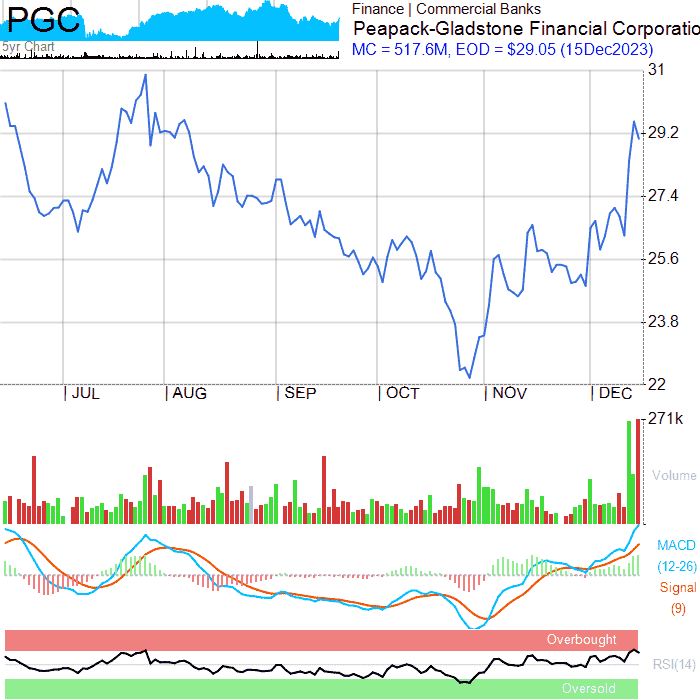 PGC
5yr Chart
Finance | Commercial Banks
Peapack-Gladstone Financial Corporatio
MC = 517.6M, EOD = $29.05 (15Dec2023)
31
29.2
27.4
25.6
23.8
22
JUL AUG SEP OCT NOV DEC
271k
Volume
MACD
(12-26)
Signal
(9)
Overbought
RSI(14)
Oversold